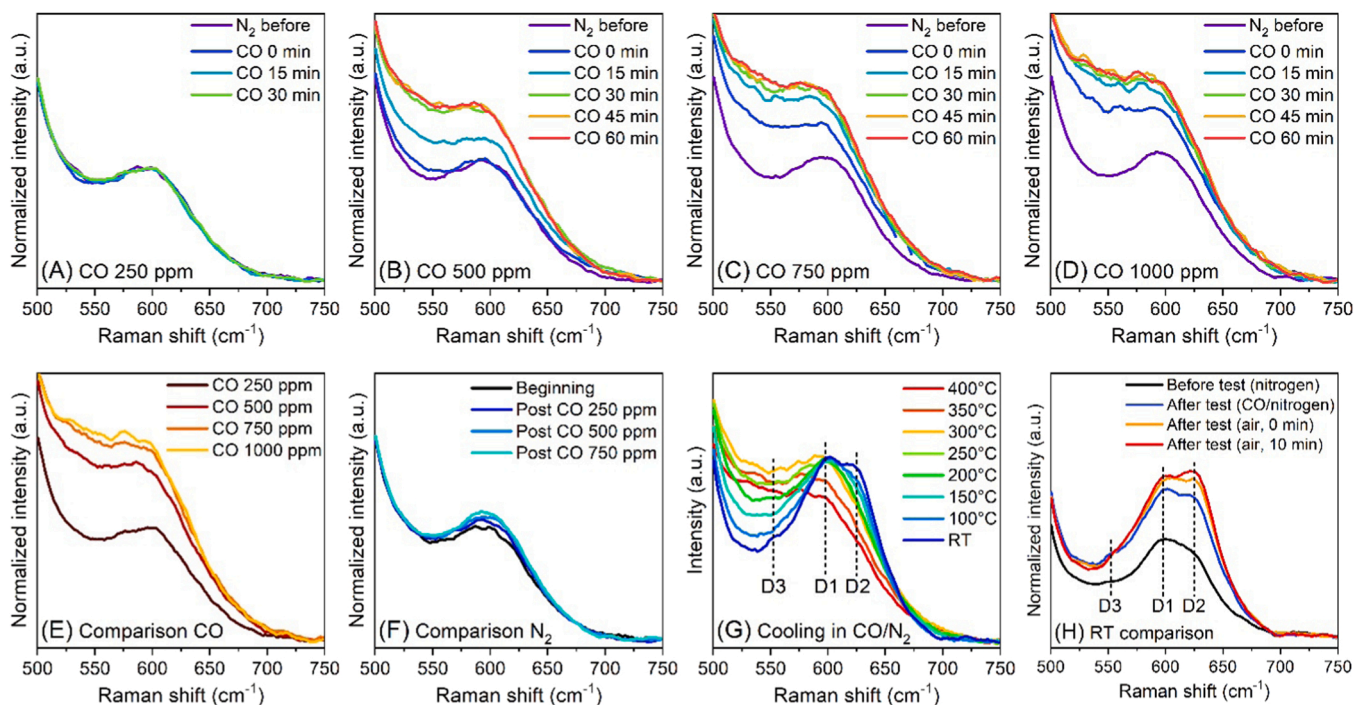 N₂ before
CO 0 min
CO 15 min
CO 30 min
(A) CO 250 ppm
500 550 600 650 700 750
Raman shift (cm⁻¹)
Normalized intensity (a.u.)
N₂ before
CO 0 min
CO 15 min
CO 30 min
CO 45 min
CO 60 min
(B) CO 500 ppm
500 550 600 650 700 750
Raman shift (cm⁻¹)
Normalized intensity (a.u.)
N₂ before
CO 0 min
CO 15 min
CO 30 min
CO 45 min
CO 60 min
(C) CO 750 ppm
500 550 600 650 700 750
Raman shift (cm⁻¹)
Normalized intensity (a.u.)
N₂ before
CO 0 min
CO 15 min
CO 30 min
CO 45 min
CO 60 min
(D) CO 1000 ppm
500 550 600 650 700 750
Raman shift (cm⁻¹)
Normalized intensity (a.u.)
CO 250 ppm
CO 500 ppm
CO 750 ppm
CO 1000 ppm
(E) Comparison CO
500 550 600 650 700 750
Raman shift (cm⁻¹)
Normalized intensity (a.u.)
Beginning
Post CO 250 ppm
Post CO 500 ppm
Post CO 750 ppm
(F) Comparison N₂
500 550 600 650 700 750
Raman shift (cm⁻¹)
Normalized intensity (a.u.)
400°C
350°C
300°C
250°C
200°C
150°C
100°C
RT
D3 D1 D2
(G) Cooling in CO/N₂
500 550 600 650 700 750
Raman shift (cm⁻¹)
Intensity (a.u.)
Before test (nitrogen)
After test (CO/nitrogen)
After test (air, 0 min)
After test (air, 10 min)
D3 D1 D2
(H) RT comparison
500 550 600 650 700 750
Raman shift (cm⁻¹)
Normalized intensity (a.u.)